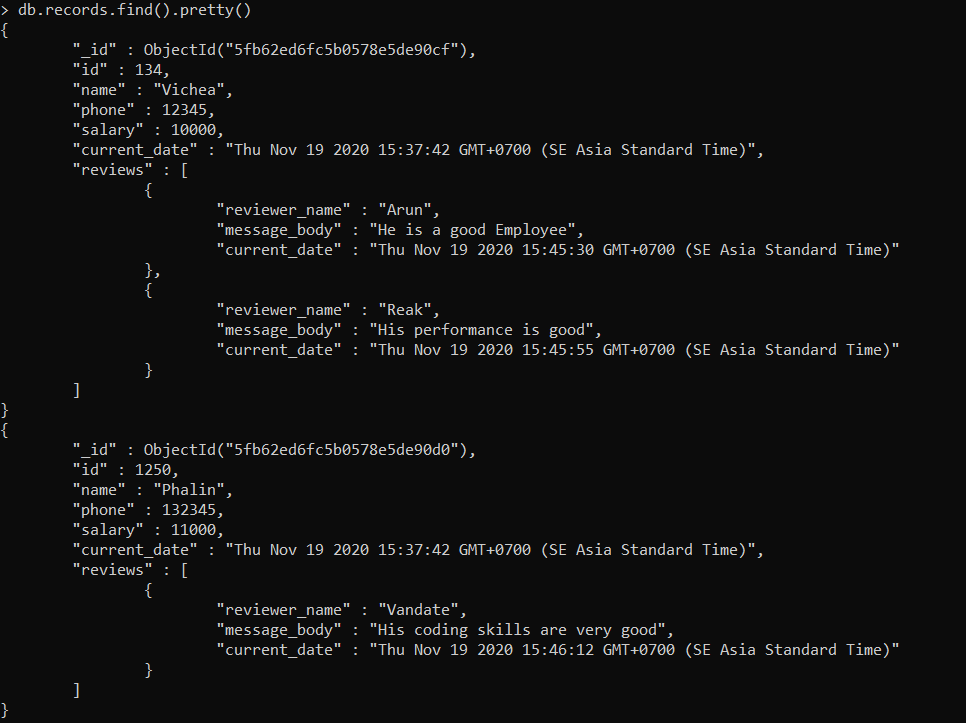 > db.records.find().pretty()
{
        "_id" : ObjectId("5fb62ed6fc5b0578e5de90cf"),
        "id" : 134,
        "name" : "Vichea",
        "phone" : 12345,
        "salary" : 10000,
        "current_date" : "Thu Nov 19 2020 15:37:42 GMT+0700 (SE Asia Standard Time)",
        "reviews" : [
                {
                        "reviewer_name" : "Arun",
                        "message_body" : "He is a good Employee",
                        "current_date" : "Thu Nov 19 2020 15:45:30 GMT+0700 (SE Asia Standard Time)"
                },
                {
                        "reviewer_name" : "Reak",
                        "message_body" : "His performance is good",
                        "current_date" : "Thu Nov 19 2020 15:45:55 GMT+0700 (SE Asia Standard Time)"
                }
        ]
}
{
        "_id" : ObjectId("5fb62ed6fc5b0578e5de90d0"),
        "id" : 1250,
        "name" : "Phalin",
        "phone" : 132345,
        "salary" : 11000,
        "current_date" : "Thu Nov 19 2020 15:37:42 GMT+0700 (SE Asia Standard Time)",
        "reviews" : [
                {
                        "reviewer_name" : "Vandate",
                        "message_body" : "His coding skills are very good",
                        "current_date" : "Thu Nov 19 2020 15:46:12 GMT+0700 (SE Asia Standard Time)"
                }
        ]
}